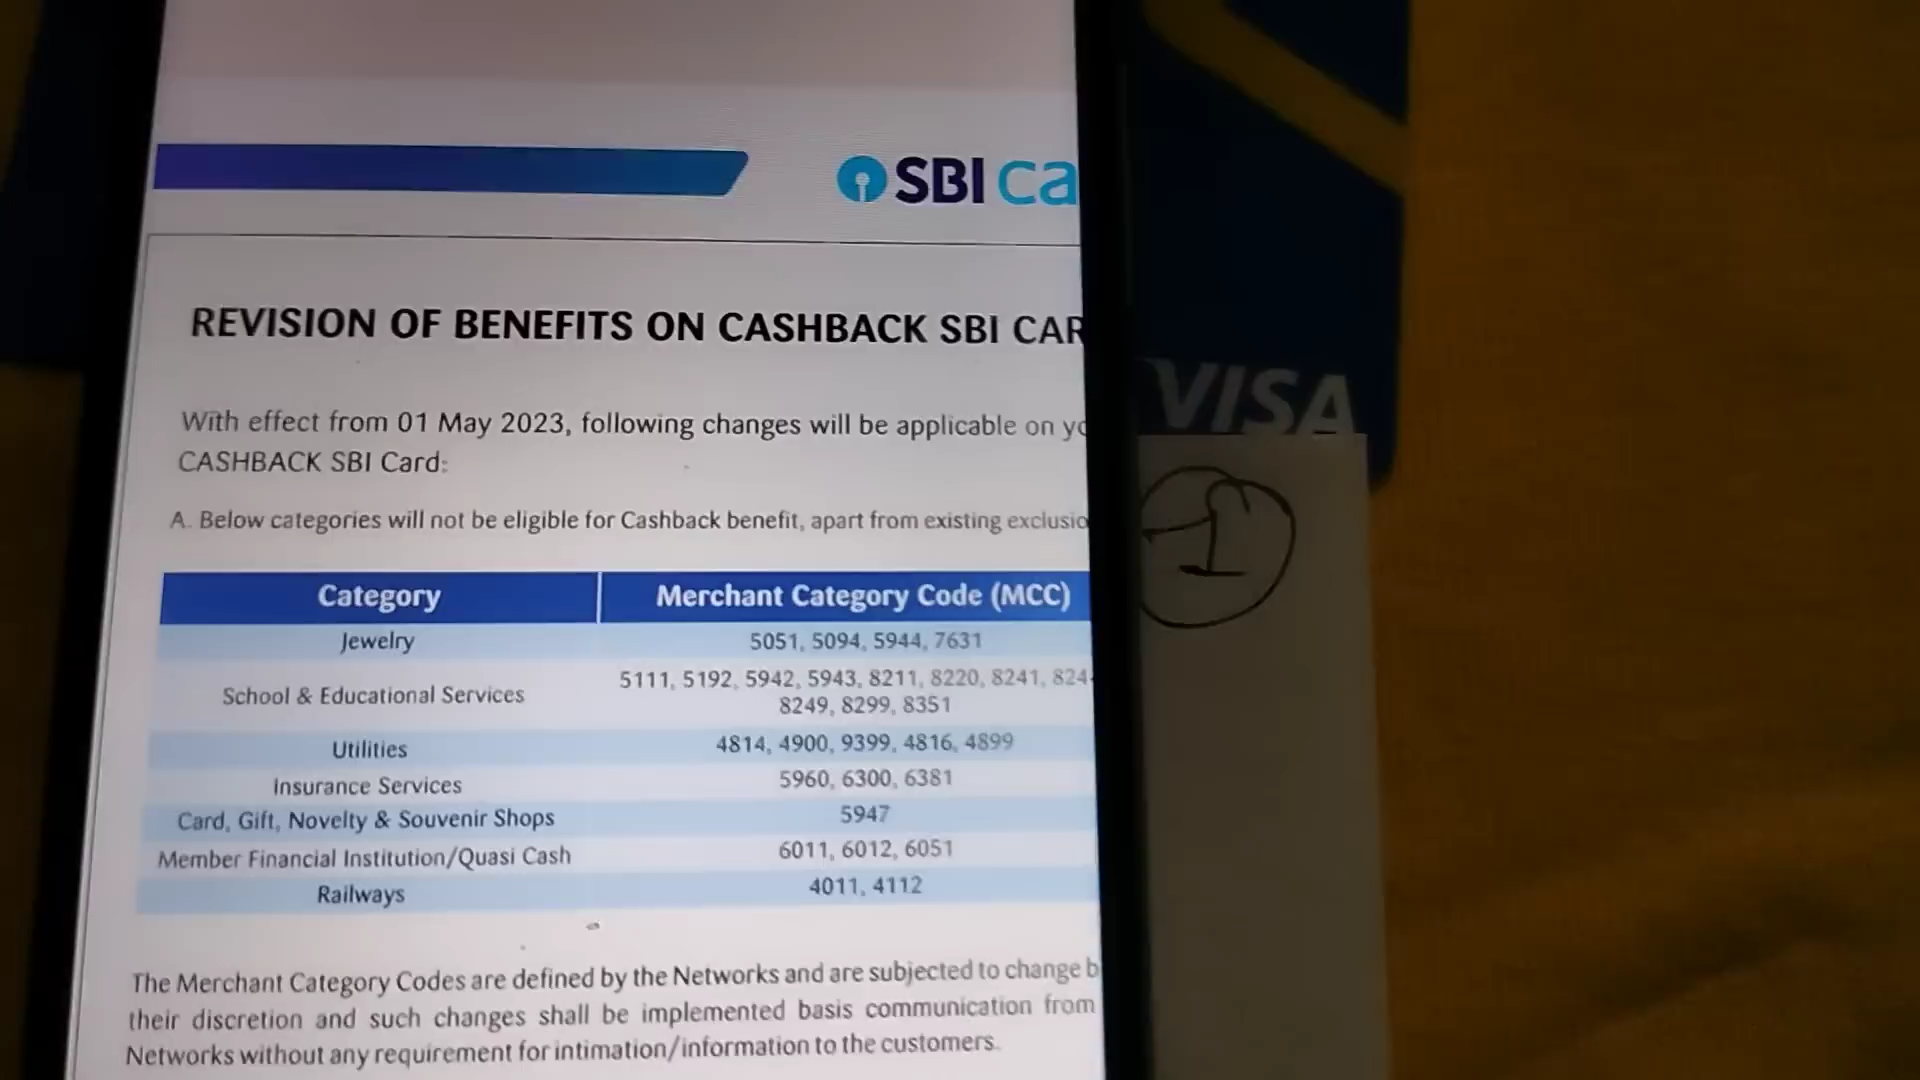 SBI Ca
REVISION OF BENEFITS ON CASHBACK SBI CAR
With effect from 01 May 2023, following changes will be applicable on yo
CASHBACK SBI Card:
A. Below categories will not be eligible for Cashback benefit, apart from existing exclusio
Category Merchant Category Code (MCC)
Jewelry 5051, 5094, 5944, 7631
School & Educational Services 5111, 5192, 5942, 5943, 8211, 8220, 8241, 824
8249, 8299, 8351
Utilities 4814, 4900, 9399, 4816, 4899
Insurance Services 5960, 6300, 6381
Card, Gift, Novelty & Souvenir Shops 5947
Member Financial Institution/Quasi Cash 6011, 6012, 6051
Railways 4011, 4112
The Merchant Category Codes are defined by the Networks and are subjected to change b
their discretion and such changes shall be implemented basis communication from
Networks without any requirement for intimation/information to the customers.
VISA
1